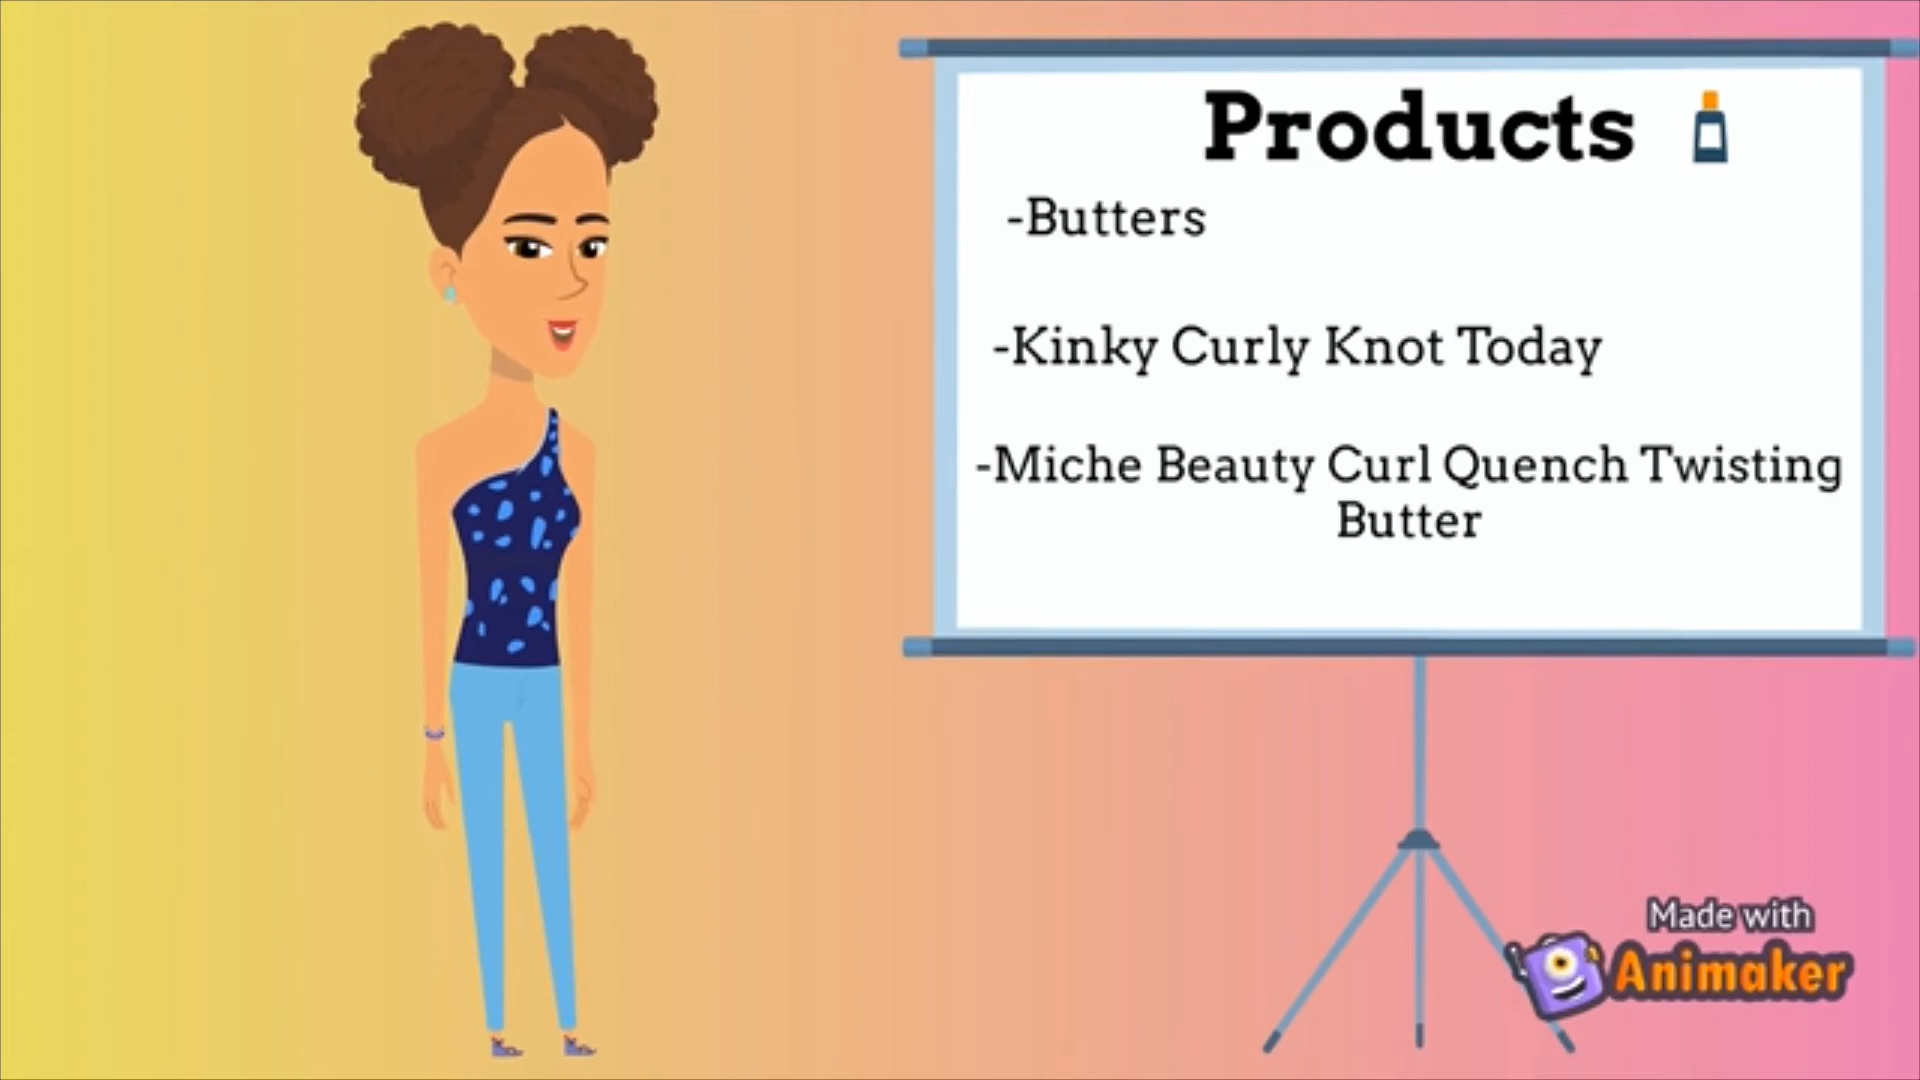 Products
-Butters
-Kinky Curly Knot Today
-Miche Beauty Curl Quench Twisting
Butter
Made with
Animaker